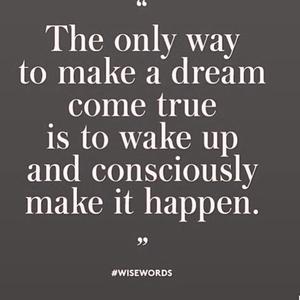 “
The only way
to make a dream
come true
is to wake up
and consciously
make it happen.
”
#WISEWORDS